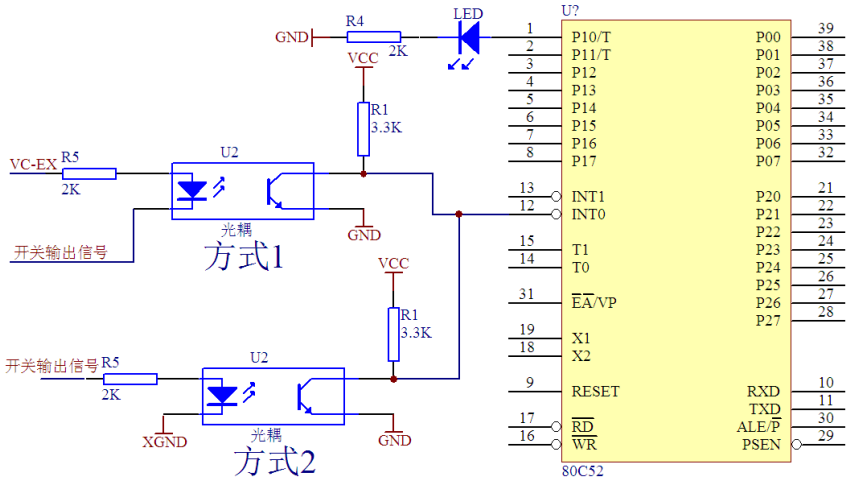 LED
U?
R4
GND
2K
VCC
R1
3.3K
U2
VC-EX
R5
2K
光耦
GND
开关输出信号
方式1
VCC
R1
3.3K
U2
开关输出信号
R5
2K
光耦
XGND
GND
方式2
1 P10/T P00 39
2 P11/T P01 38
3 P12 P02 37
4 P13 P03 36
5 P14 P04 35
6 P15 P05 34
7 P16 P06 33
8 P17 P07 32
13 INT1 P20 21
12 INT0 P21 22
P22 23
15 T1 P23 24
14 T0 P24 25
P25 26
31 EA/VP P26 27
P27 28
19 X1
18 X2
9 RESET RXD 10
TXD 11
17 RD ALE/P 30
16 WR PSEN 29
80C52